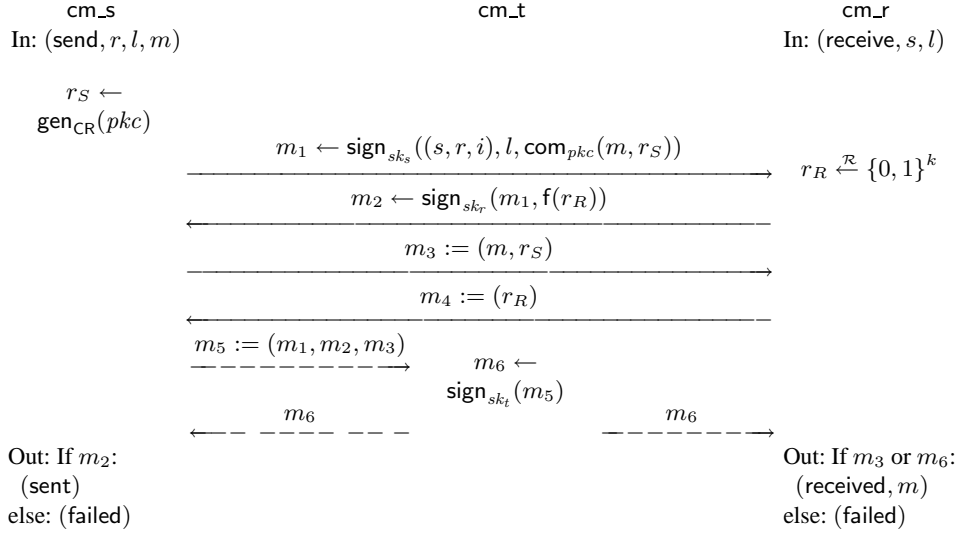 cm_s cm_t cm_r
In: (send, r, l, m) In: (receive, s, l)
r_S ←
gen_CR(pkc)
m_1 ← sign_{sk_s}((s, r, i), l, com_{pkc}(m, r_S))
r_R ←^ℛ {0, 1}^k
m_2 ← sign_{sk_r}(m_1, f(r_R))
m_3 := (m, r_S)
m_4 := (r_R)
m_5 := (m_1, m_2, m_3)
m_6 ←
sign_{sk_t}(m_5)
m_6 m_6
Out: If m_2: Out: If m_3 or m_6:
(sent) (received, m)
else: (failed) else: (failed)